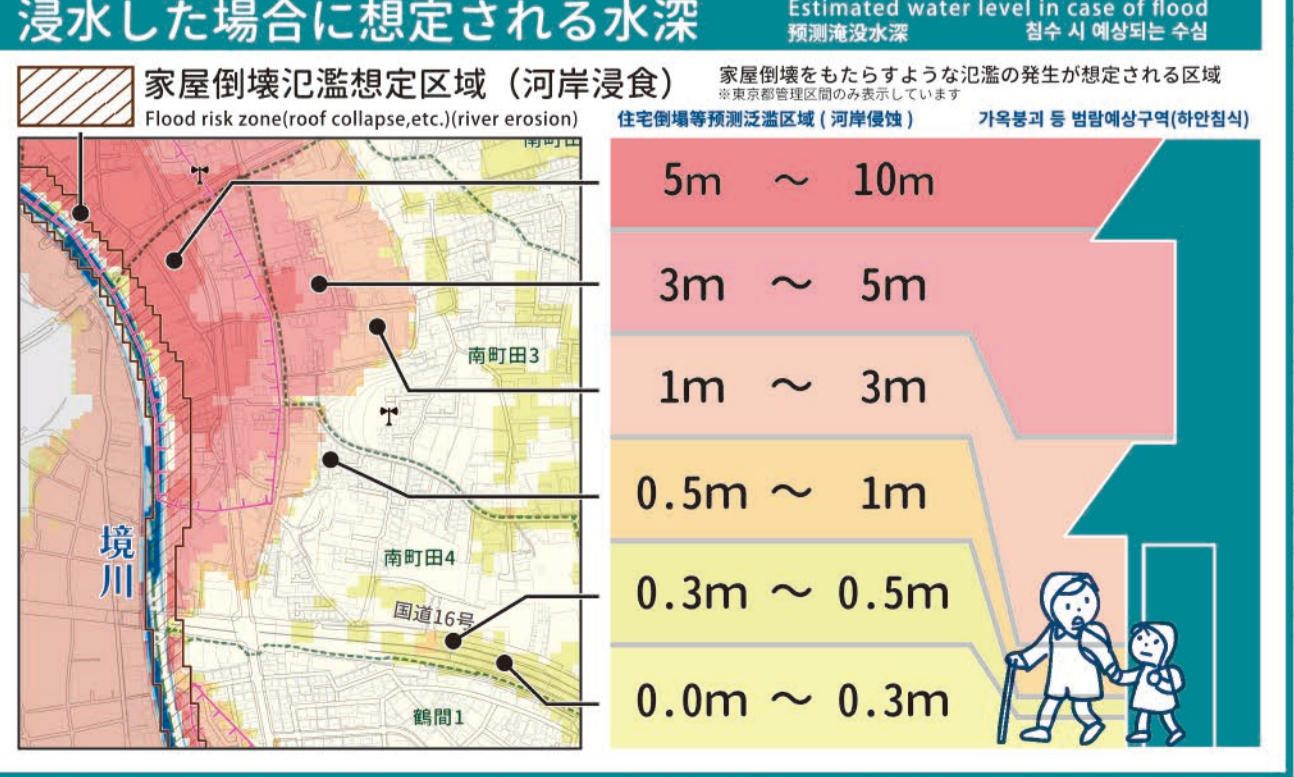 浸水した場合に想定される水深
Estimated water level in case of flood
预测淹没水深 침수 시 예상되는 수심
家屋倒壊氾濫想定区域（河岸浸食）
Flood risk zone(roof collapse,etc.)(river erosion)
家屋倒壊をもたらすような氾濫の発生が想定される区域
※東京都管理区間のみ表示しています
住宅倒塌等预测泛滥区域 ( 河岸侵蚀 ) 가옥붕괴 등 범람예상구역(하안침식)
5m ～ 10m
3m ～ 5m
南町田3
1m ～ 3m
0.5m ～ 1m
境川
南町田4
0.3m ～ 0.5m
国道16号
0.0m ～ 0.3m
鶴間1